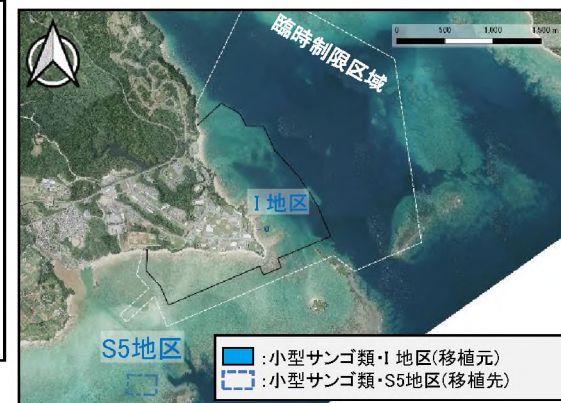 0 500 1,000 1,500 m
臨時制限区域
I 地区
S5地区
:小型サンゴ類・I 地区(移植元)
:小型サンゴ類・S5地区(移植先)